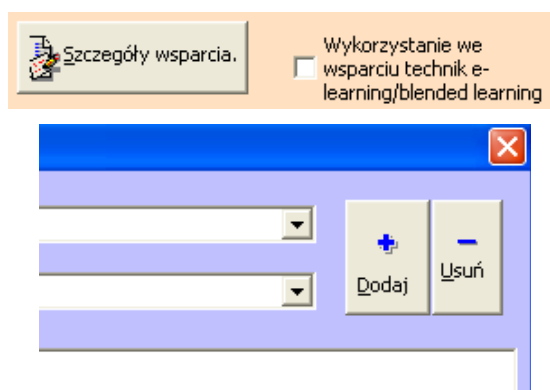 Szczegóły wsparcia.
Wykorzystanie we
wsparciu technik e-
learning/blended learning
Dodaj
Usuń